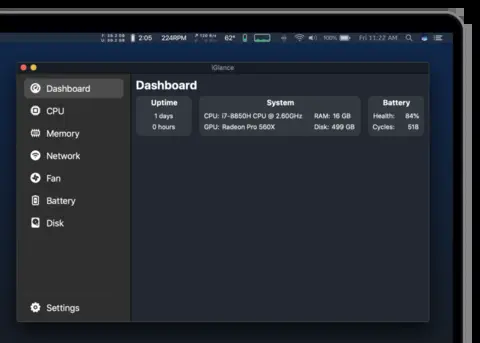 2:05 224RPM 62° 100% Fri 11:22 AM
iGlance
Dashboard
CPU
Memory
Network
Fan
Battery
Disk
Settings
Dashboard
Uptime
1 days
0 hours
System
CPU: i7-8850H CPU @ 2.60GHz RAM: 16 GB
GPU: Radeon Pro 560X Disk: 499 GB
Battery
Health: 84%
Cycles: 518